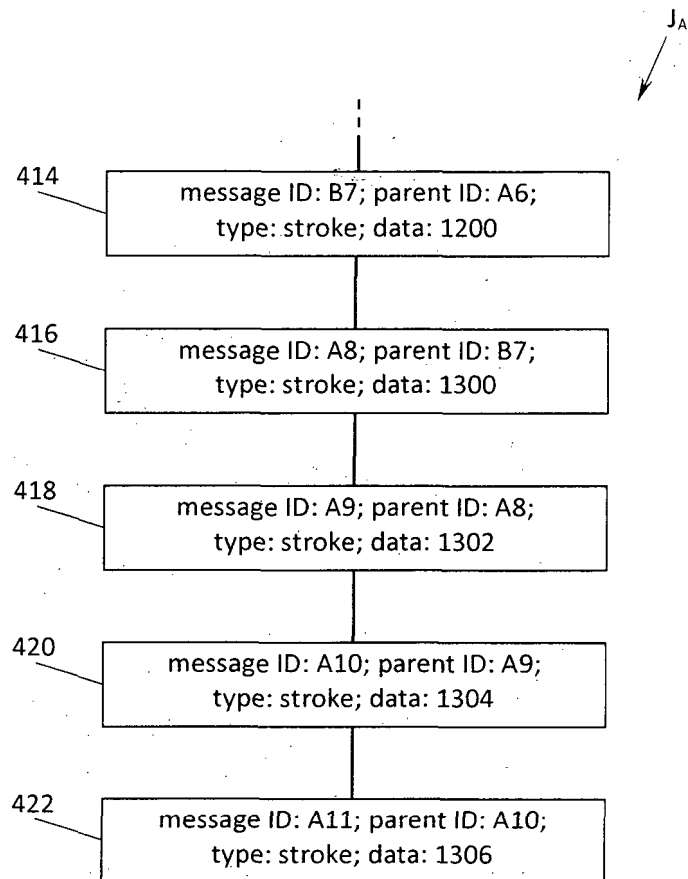 J_A
414
message ID: B7; parent ID: A6;
type: stroke; data: 1200
416
message ID: A8; parent ID: B7;
type: stroke; data: 1300
418
message ID: A9; parent ID: A8;
type: stroke; data: 1302
420
message ID: A10; parent ID: A9;
type: stroke; data: 1304
422
message ID: A11; parent ID: A10;
type: stroke; data: 1306